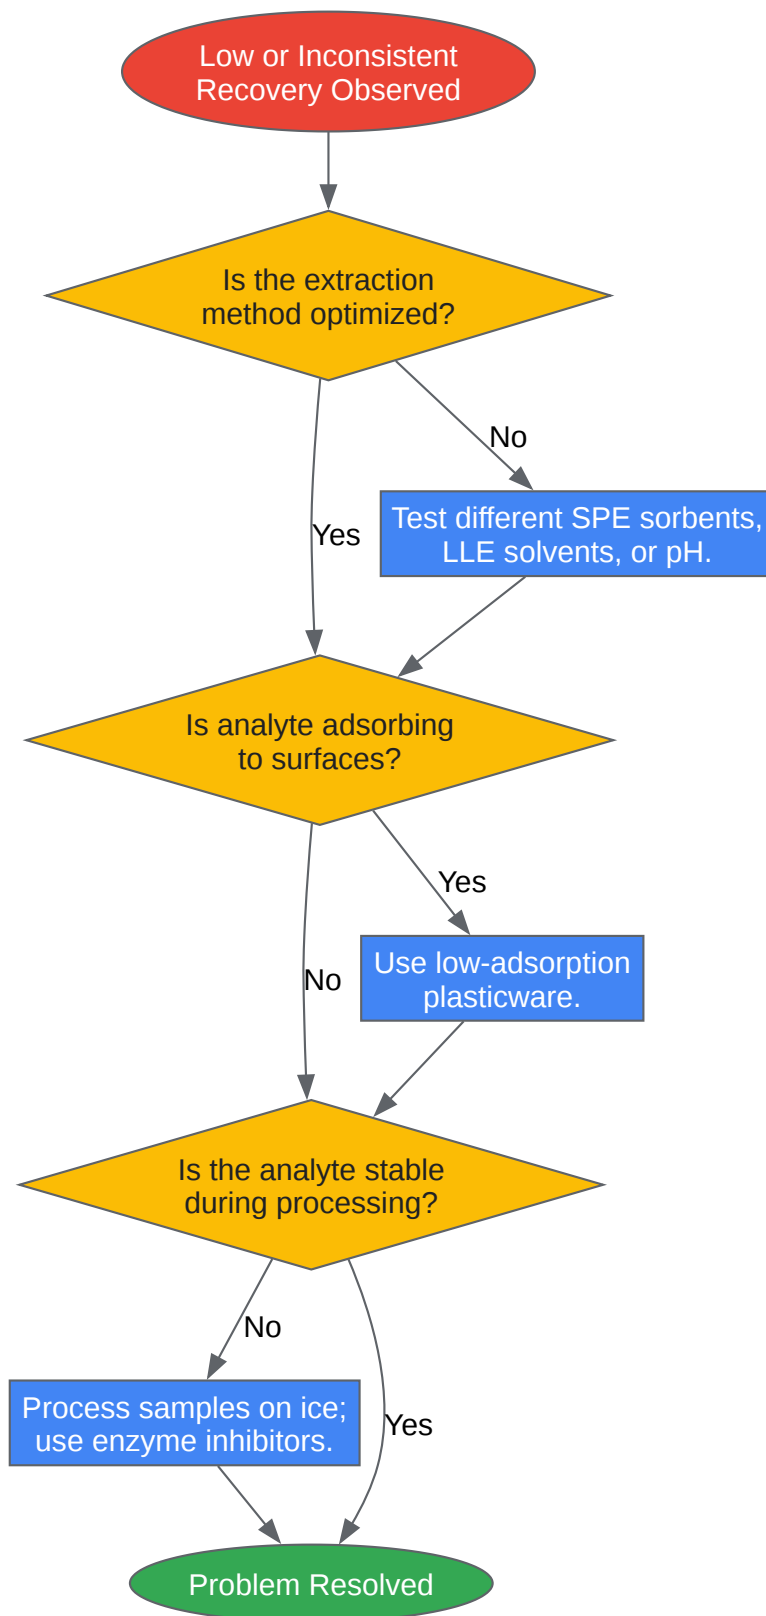 Low or Inconsistent
Recovery Observed
Is the extraction
method optimized?
No
Test different SPE sorbents,
LLE solvents, or pH.
Yes
Is analyte adsorbing
to surfaces?
Yes
Use low-adsorption
plasticware.
No
Is the analyte stable
during processing?
No
Process samples on ice;
use enzyme inhibitors.
Yes
Problem Resolved